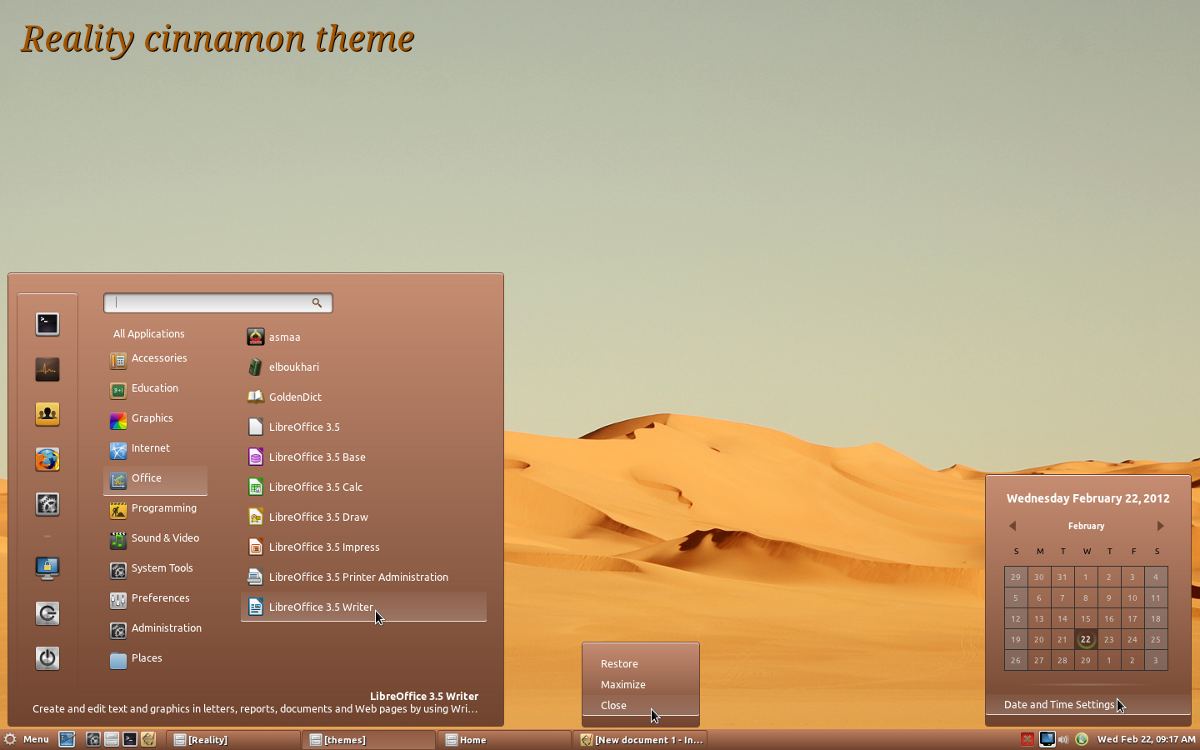 Reality cinnamon theme
All Applications
Accessories
Education
Graphics
Internet
Office
Programming
Sound & Video
System Tools
Preferences
Administration
Places
asmaa
elboukhari
GoldenDict
LibreOffice 3.5
LibreOffice 3.5 Base
LibreOffice 3.5 Calc
LibreOffice 3.5 Draw
LibreOffice 3.5 Impress
LibreOffice 3.5 Printer Administration
LibreOffice 3.5 Writer
LibreOffice 3.5 Writer
Create and edit text and graphics in letters, reports, documents and Web pages by using Wri...
Restore
Maximize
Close
Wednesday February 22, 2012
February
S M T W T F S
29 30 31 1 2 3 4
5 6 7 8 9 10 11
12 13 14 15 16 17 18
19 20 21 22 23 24 25
26 27 28 29 1 2 3
Date and Time Settings
Menu [Reality] [themes] Home [New document 1 - In... Wed Feb 22, 09:17 AM